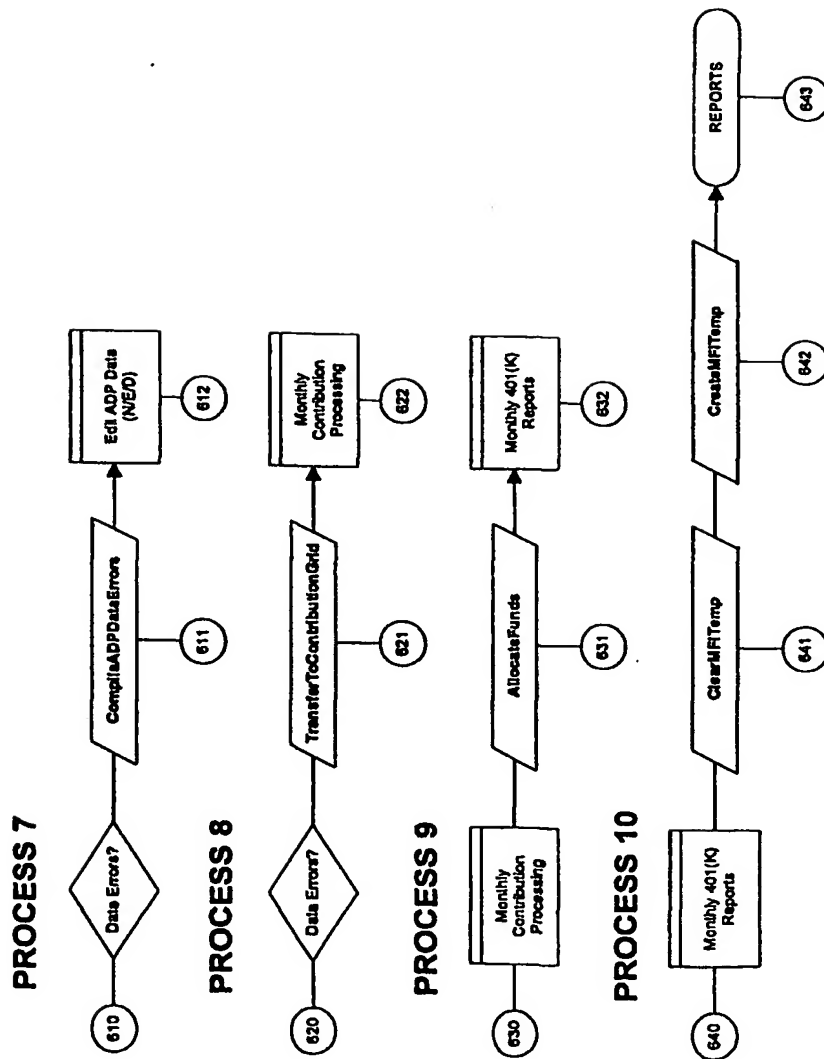 PROCESS 7
610
Data Errors?
CompileADPDataErrors
611
Edit ADP Data
(N/E/D)
612
PROCESS 8
620
Data Errors?
TransferToContributionGrid
621
Monthly
Contribution
Processing
622
PROCESS 9
630
Monthly
Contribution
Processing
AllocateFunds
631
Monthly 401(K)
Reports
632
PROCESS 10
640
Monthly 401(K)
Reports
ClearMFITemp
641
CreateMFITemp
642
REPORTS
643